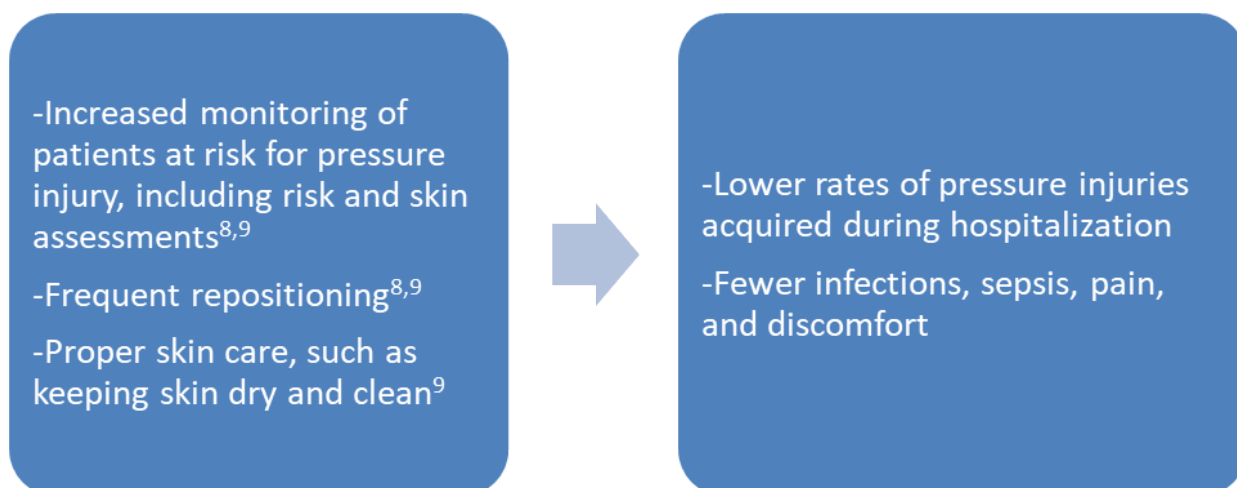 -Increased monitoring of
patients at risk for pressure
injury, including risk and skin
assessments⁸,⁹
-Frequent repositioning⁸,⁹
-Proper skin care, such as
keeping skin dry and clean⁹
-Lower rates of pressure injuries
acquired during hospitalization
-Fewer infections, sepsis, pain,
and discomfort